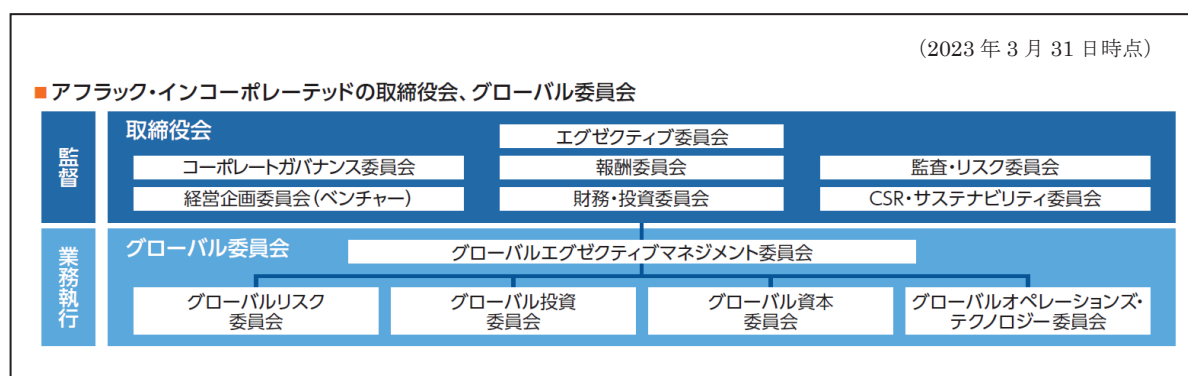 （2023 年 3 月 31 日時点）
■アフラック・インコーポレーテッドの取締役会、グローバル委員会
監督
取締役会
エグゼクティブ委員会
コーポレートガバナンス委員会
報酬委員会
監査・リスク委員会
経営企画委員会（ベンチャー）
財務・投資委員会
CSR・サステナビリティ委員会
業務執行
グローバル委員会
グローバルエグゼクティブマネジメント委員会
グローバルリスク
委員会
グローバル投資
委員会
グローバル資本
委員会
グローバルオペレーションズ・
テクノロジー委員会